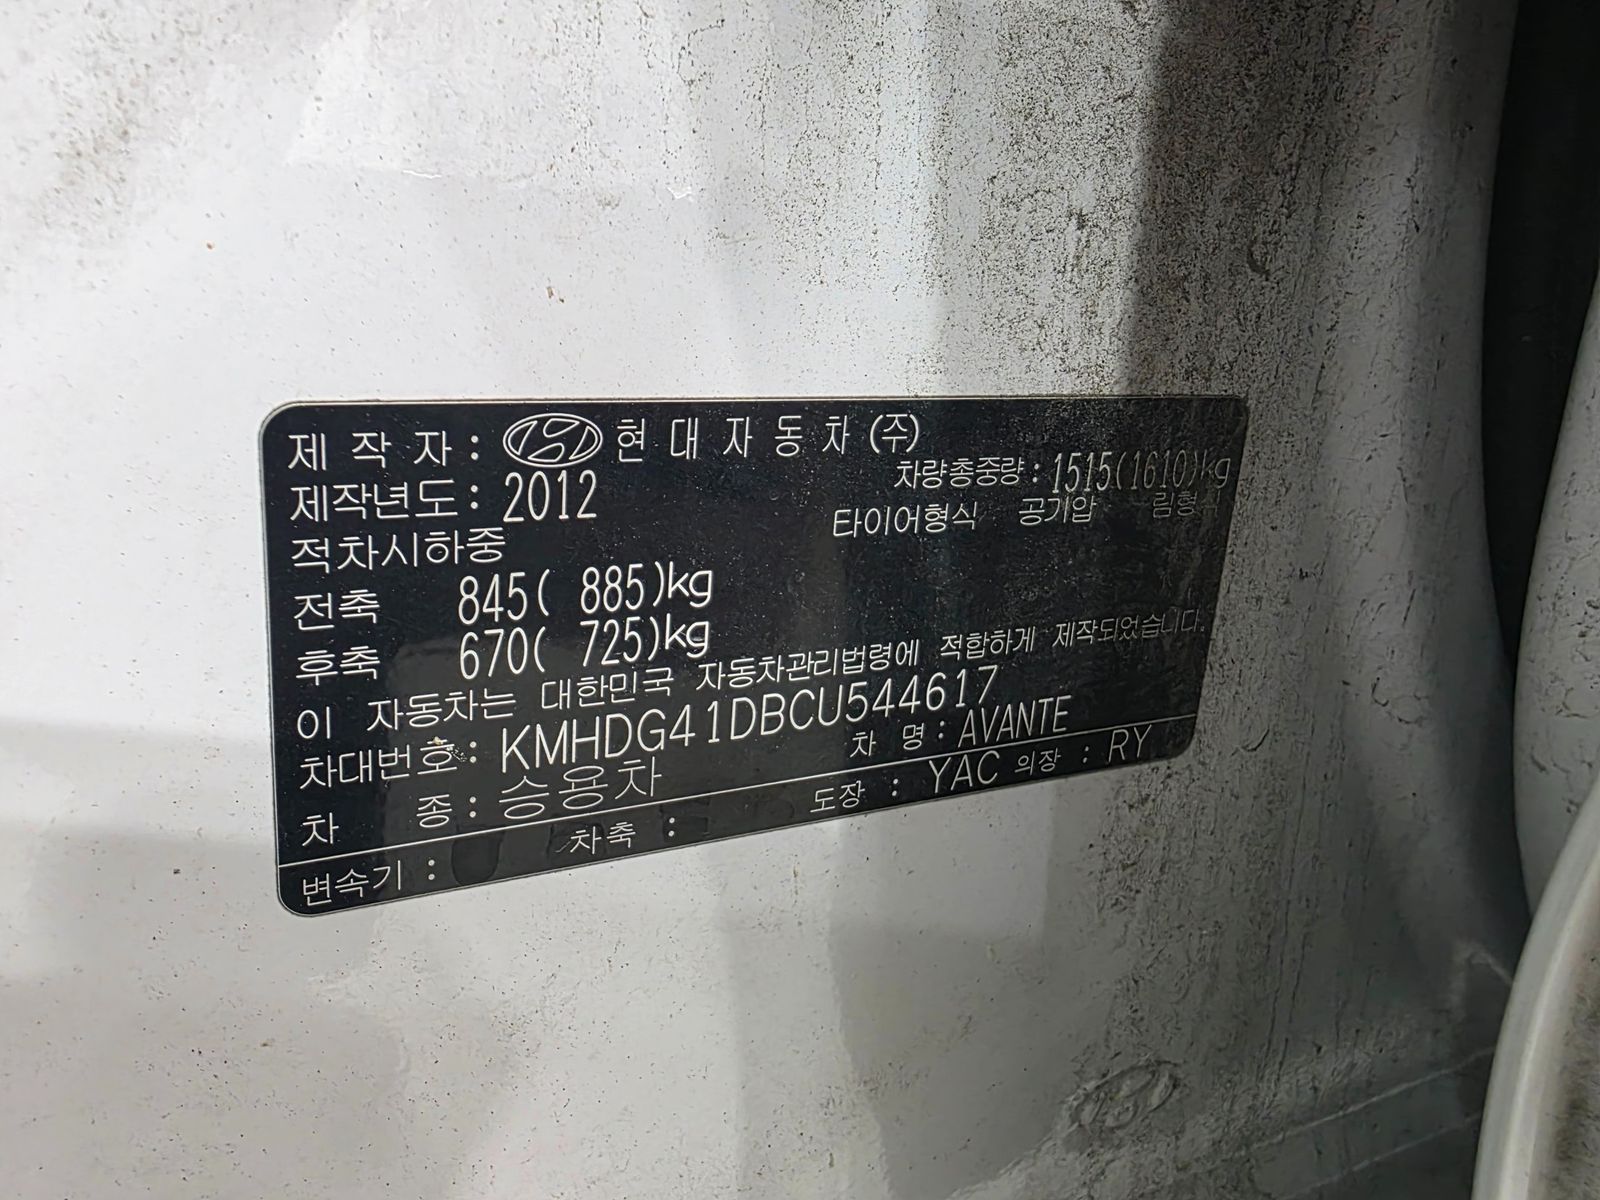 제 작 자 : 현대자동차(주)
제작년도 : 2012 차량총중량 : 1515(1610)kg
적차시하중 타이어형식 공기압 림형식
전축 845( 885)kg
후축 670( 725)kg
이 자동차는 대한민국 자동차관리법령에 적합하게 제작되었습니다.
차대번호 : KMHDG41DBCU544617
차 종 : 승용차 차 명 : AVANTE
변속기 : 차축 : 도장 : YAC 의장 : RY